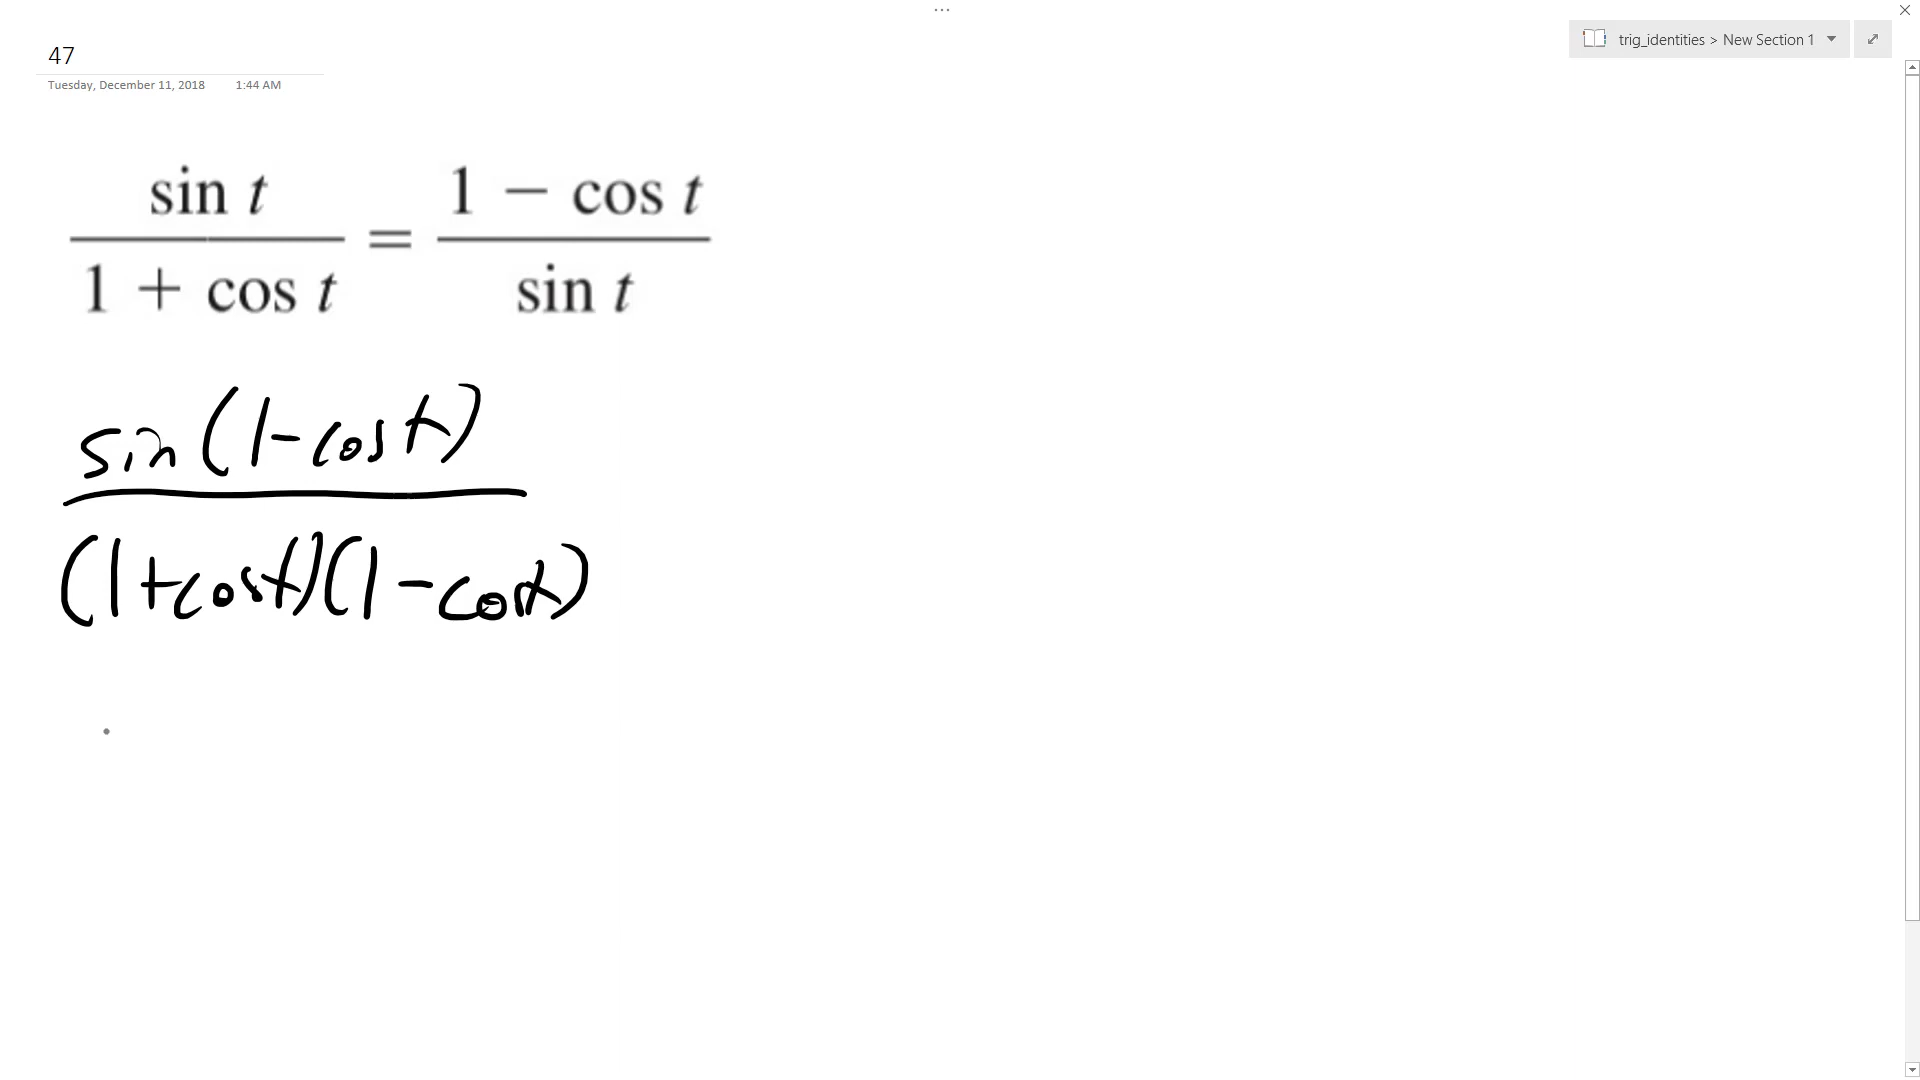 ...
trig_identities > New Section 1
47
Tuesday, December 11, 2018 1:44 AM
sin t / 1 + cos t = 1 − cos t / sin t
sin(1-cost)
(1+cost)(1-cost)